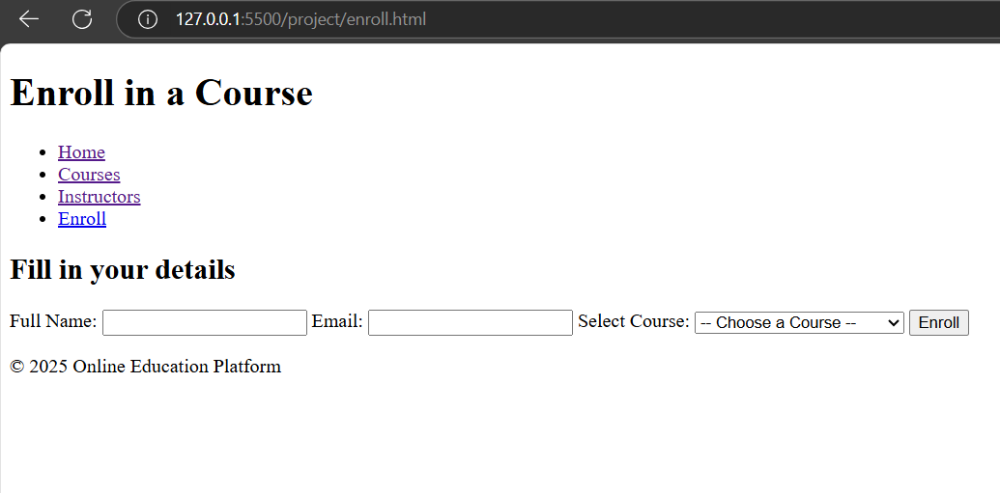 127.0.0.1:5500/project/enroll.html
Enroll in a Course
Home
Courses
Instructors
Enroll
Fill in your details
Full Name: Email: Select Course: -- Choose a Course -- Enroll
© 2025 Online Education Platform